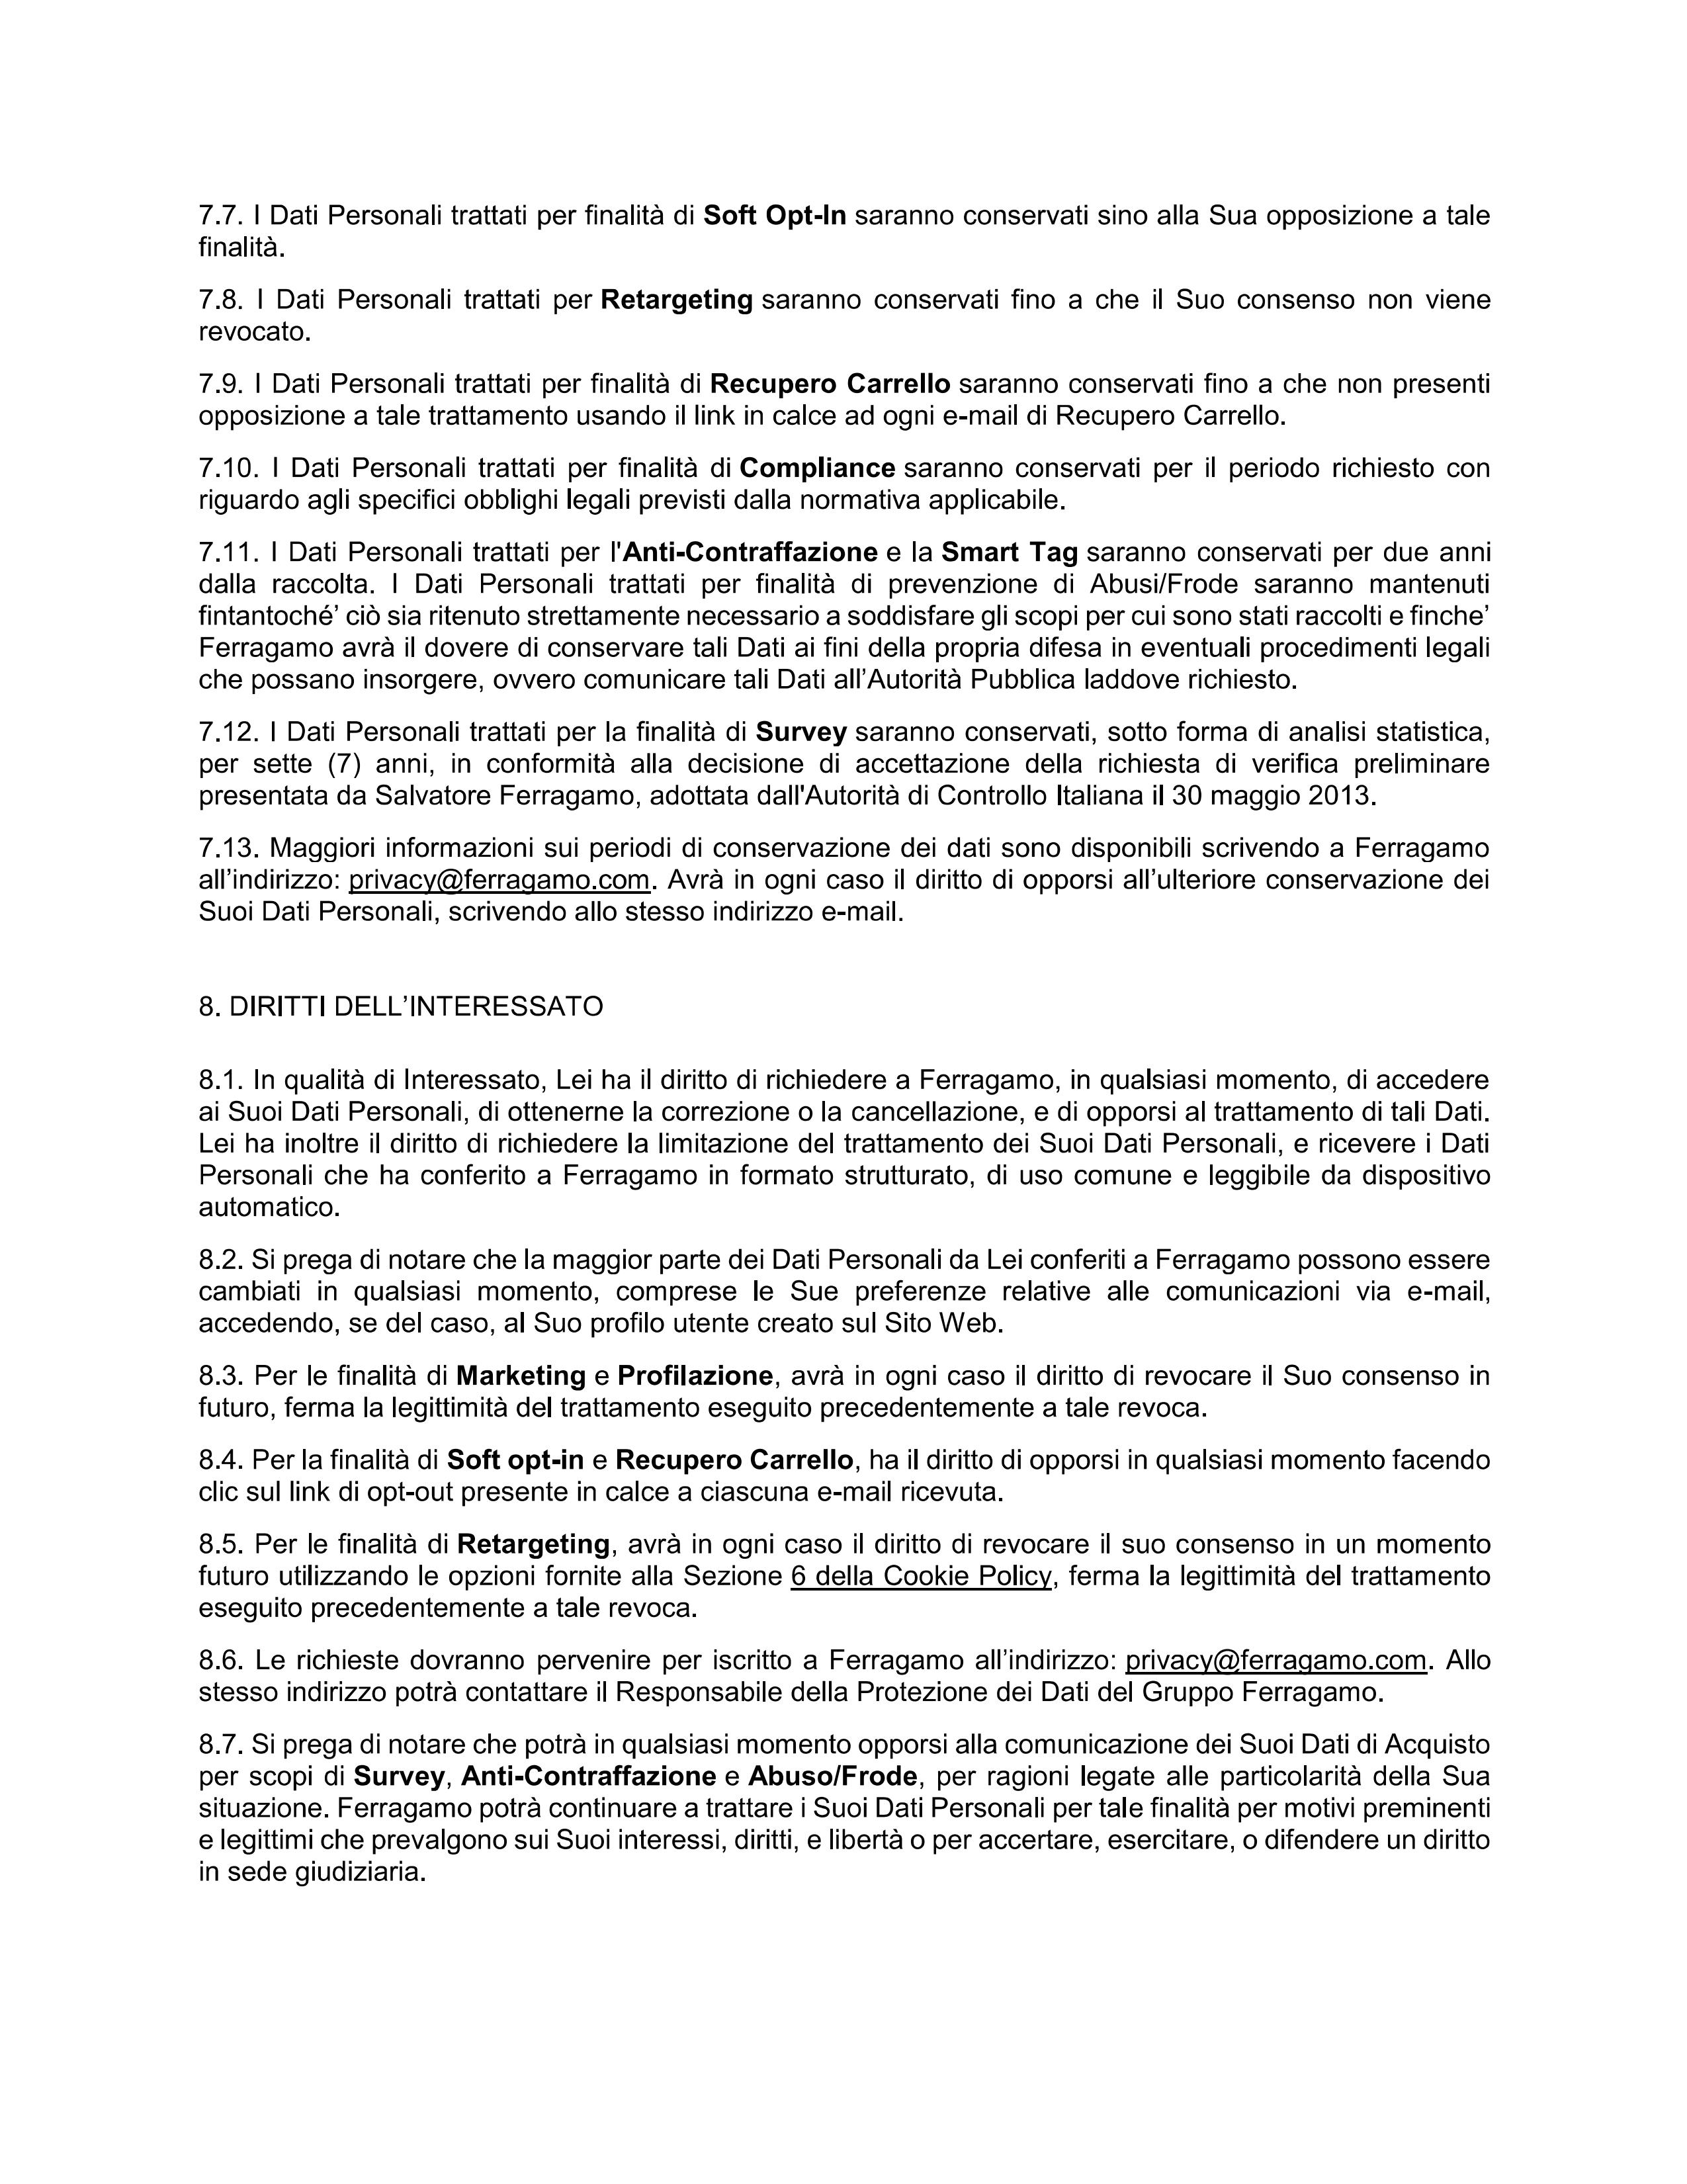 7.7. I Dati Personali trattati per finalità di Soft Opt-In saranno conservati sino alla Sua opposizione a tale
finalità.
7.8. I Dati Personali trattati per Retargeting saranno conservati fino a che il Suo consenso non viene
revocato.
7.9. I Dati Personali trattati per finalità di Recupero Carrello saranno conservati fino a che non presenti
opposizione a tale trattamento usando il link in calce ad ogni e-mail di Recupero Carrello.
7.10. I Dati Personali trattati per finalità di Compliance saranno conservati per il periodo richiesto con
riguardo agli specifici obblighi legali previsti dalla normativa applicabile.
7.11. I Dati Personali trattati per l'Anti-Contraffazione e la Smart Tag saranno conservati per due anni
dalla raccolta. I Dati Personali trattati per finalità di prevenzione di Abusi/Frode saranno mantenuti
fintantoché’ ciò sia ritenuto strettamente necessario a soddisfare gli scopi per cui sono stati raccolti e finche’
Ferragamo avrà il dovere di conservare tali Dati ai fini della propria difesa in eventuali procedimenti legali
che possano insorgere, ovvero comunicare tali Dati all’Autorità Pubblica laddove richiesto.
7.12. I Dati Personali trattati per la finalità di Survey saranno conservati, sotto forma di analisi statistica,
per sette (7) anni, in conformità alla decisione di accettazione della richiesta di verifica preliminare
presentata da Salvatore Ferragamo, adottata dall'Autorità di Controllo Italiana il 30 maggio 2013.
7.13. Maggiori informazioni sui periodi di conservazione dei dati sono disponibili scrivendo a Ferragamo
all’indirizzo: privacy@ferragamo.com. Avrà in ogni caso il diritto di opporsi all’ulteriore conservazione dei
Suoi Dati Personali, scrivendo allo stesso indirizzo e-mail.
8. DIRITTI DELL’INTERESSATO
8.1. In qualità di Interessato, Lei ha il diritto di richiedere a Ferragamo, in qualsiasi momento, di accedere
ai Suoi Dati Personali, di ottenerne la correzione o la cancellazione, e di opporsi al trattamento di tali Dati.
Lei ha inoltre il diritto di richiedere la limitazione del trattamento dei Suoi Dati Personali, e ricevere i Dati
Personali che ha conferito a Ferragamo in formato strutturato, di uso comune e leggibile da dispositivo
automatico.
8.2. Si prega di notare che la maggior parte dei Dati Personali da Lei conferiti a Ferragamo possono essere
cambiati in qualsiasi momento, comprese le Sue preferenze relative alle comunicazioni via e-mail,
accedendo, se del caso, al Suo profilo utente creato sul Sito Web.
8.3. Per le finalità di Marketing e Profilazione, avrà in ogni caso il diritto di revocare il Suo consenso in
futuro, ferma la legittimità del trattamento eseguito precedentemente a tale revoca.
8.4. Per la finalità di Soft opt-in e Recupero Carrello, ha il diritto di opporsi in qualsiasi momento facendo
clic sul link di opt-out presente in calce a ciascuna e-mail ricevuta.
8.5. Per le finalità di Retargeting, avrà in ogni caso il diritto di revocare il suo consenso in un momento
futuro utilizzando le opzioni fornite alla Sezione 6 della Cookie Policy, ferma la legittimità del trattamento
eseguito precedentemente a tale revoca.
8.6. Le richieste dovranno pervenire per iscritto a Ferragamo all’indirizzo: privacy@ferragamo.com. Allo
stesso indirizzo potrà contattare il Responsabile della Protezione dei Dati del Gruppo Ferragamo.
8.7. Si prega di notare che potrà in qualsiasi momento opporsi alla comunicazione dei Suoi Dati di Acquisto
per scopi di Survey, Anti-Contraffazione e Abuso/Frode, per ragioni legate alle particolarità della Sua
situazione. Ferragamo potrà continuare a trattare i Suoi Dati Personali per tale finalità per motivi preminenti
e legittimi che prevalgono sui Suoi interessi, diritti, e libertà o per accertare, esercitare, o difendere un diritto
in sede giudiziaria.